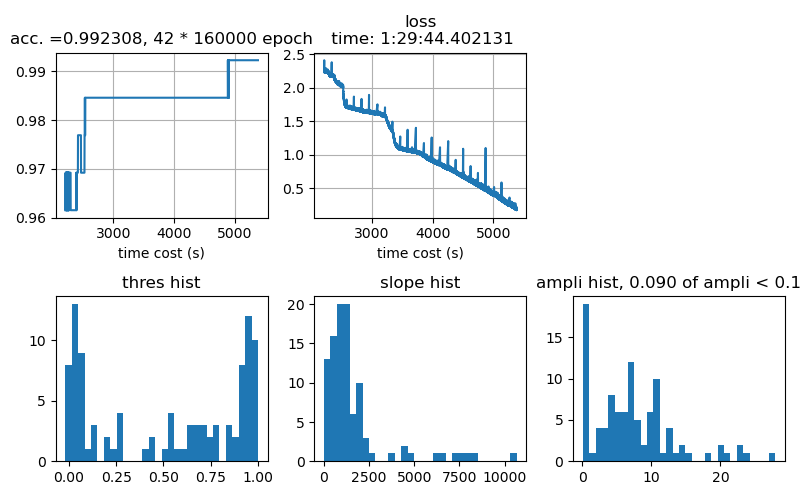 acc. =0.992308, 42 * 160000 epoch
loss
time: 1:29:44.402131
0.99
0.98
0.97
0.96
3000 4000 5000
time cost (s)
2.5
2.0
1.5
1.0
0.5
3000 4000 5000
time cost (s)
thres hist
10
5
0
0.00 0.25 0.50 0.75 1.00
slope hist
20
15
10
5
0
0 2500 5000 7500 10000
ampli hist, 0.090 of ampli < 0.1
15
10
5
0
0 10 20